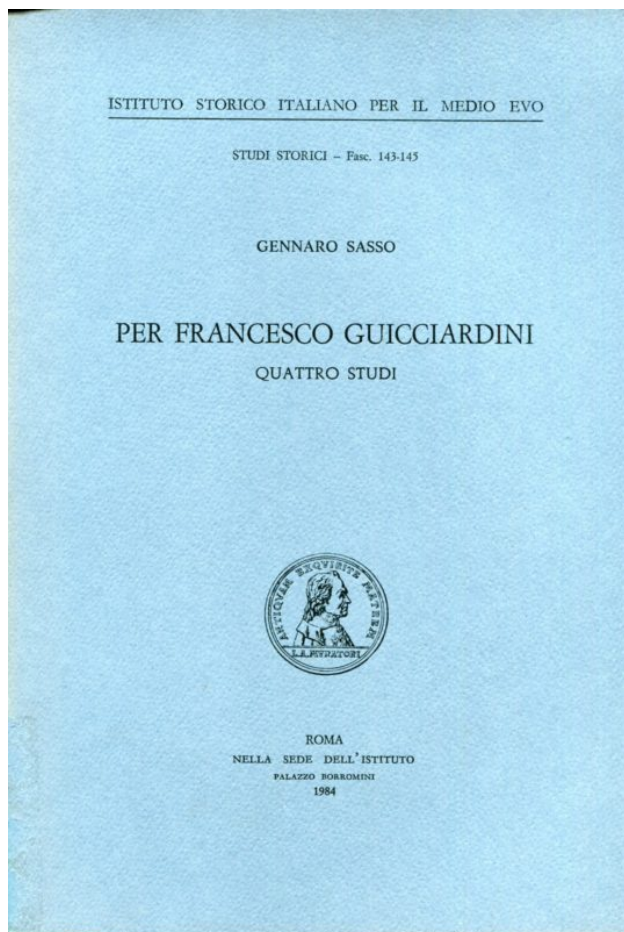 ISTITUTO STORICO ITALIANO PER IL MEDIO EVO
STUDI STORICI – Fasc. 143-145
GENNARO SASSO
PER FRANCESCO GUICCIARDINI
QUATTRO STUDI
ANTIQUAM EXQUIRITE MATREM
L.A. MVRATORI
ROMA
NELLA SEDE DELL'ISTITUTO
PALAZZO BORROMINI
1984